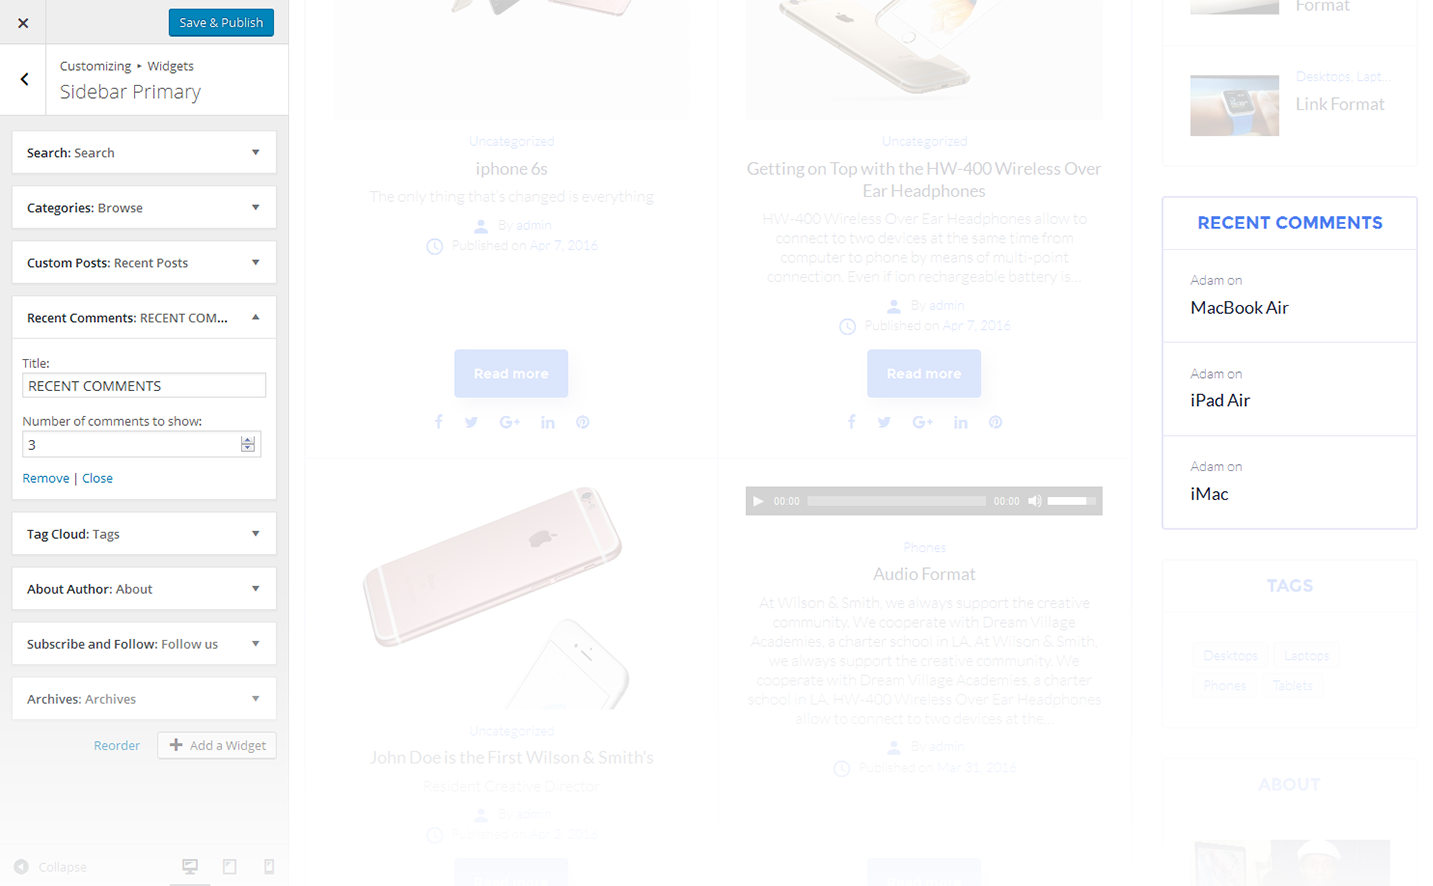 Save & Publish
Customizing ▸ Widgets
Sidebar Primary
Search: Search
Categories: Browse
Custom Posts: Recent Posts
Recent Comments: RECENT COM...
Title:
RECENT COMMENTS
Number of comments to show:
3
Remove | Close
Tag Cloud: Tags
About Author: About
Subscribe and Follow: Follow us
Archives: Archives
Reorder
Add a Widget
Collapse
Uncategorized
iphone 6s
The only thing that's changed is everything
By admin
Published on Apr 7, 2016
Read more
Uncategorized
John Doe is the First Wilson & Smith's
Resident Creative Director
By admin
Published on Apr 2, 2016
Read more
Uncategorized
Getting on Top with the HW-400 Wireless Over
Ear Headphones
HW-400 Wireless Over Ear Headphones allow to
connect to two devices at the same time from
computer to phone by means of multi-point
connection. Even if ion rechargeable battery is...
By admin
Published on Apr 7, 2016
Read more
00:00 00:00
Phones
Audio Format
At Wilson & Smith, we always support the creative
community. We cooperate with Dream Village
Academies, a charter school in LA. At Wilson & Smith,
we always support the creative community. We
cooperate with Dream Village Academies, a charter
school in LA. HW-400 Wireless Over Ear Headphones
allow to connect to two devices at the...
By admin
Published on Mar 31, 2016
Read more
Format
Desktops, Lapt...
Link Format
RECENT COMMENTS
Adam on
MacBook Air
Adam on
iPad Air
Adam on
iMac
TAGS
Desktops Laptops
Phones Tablets
ABOUT